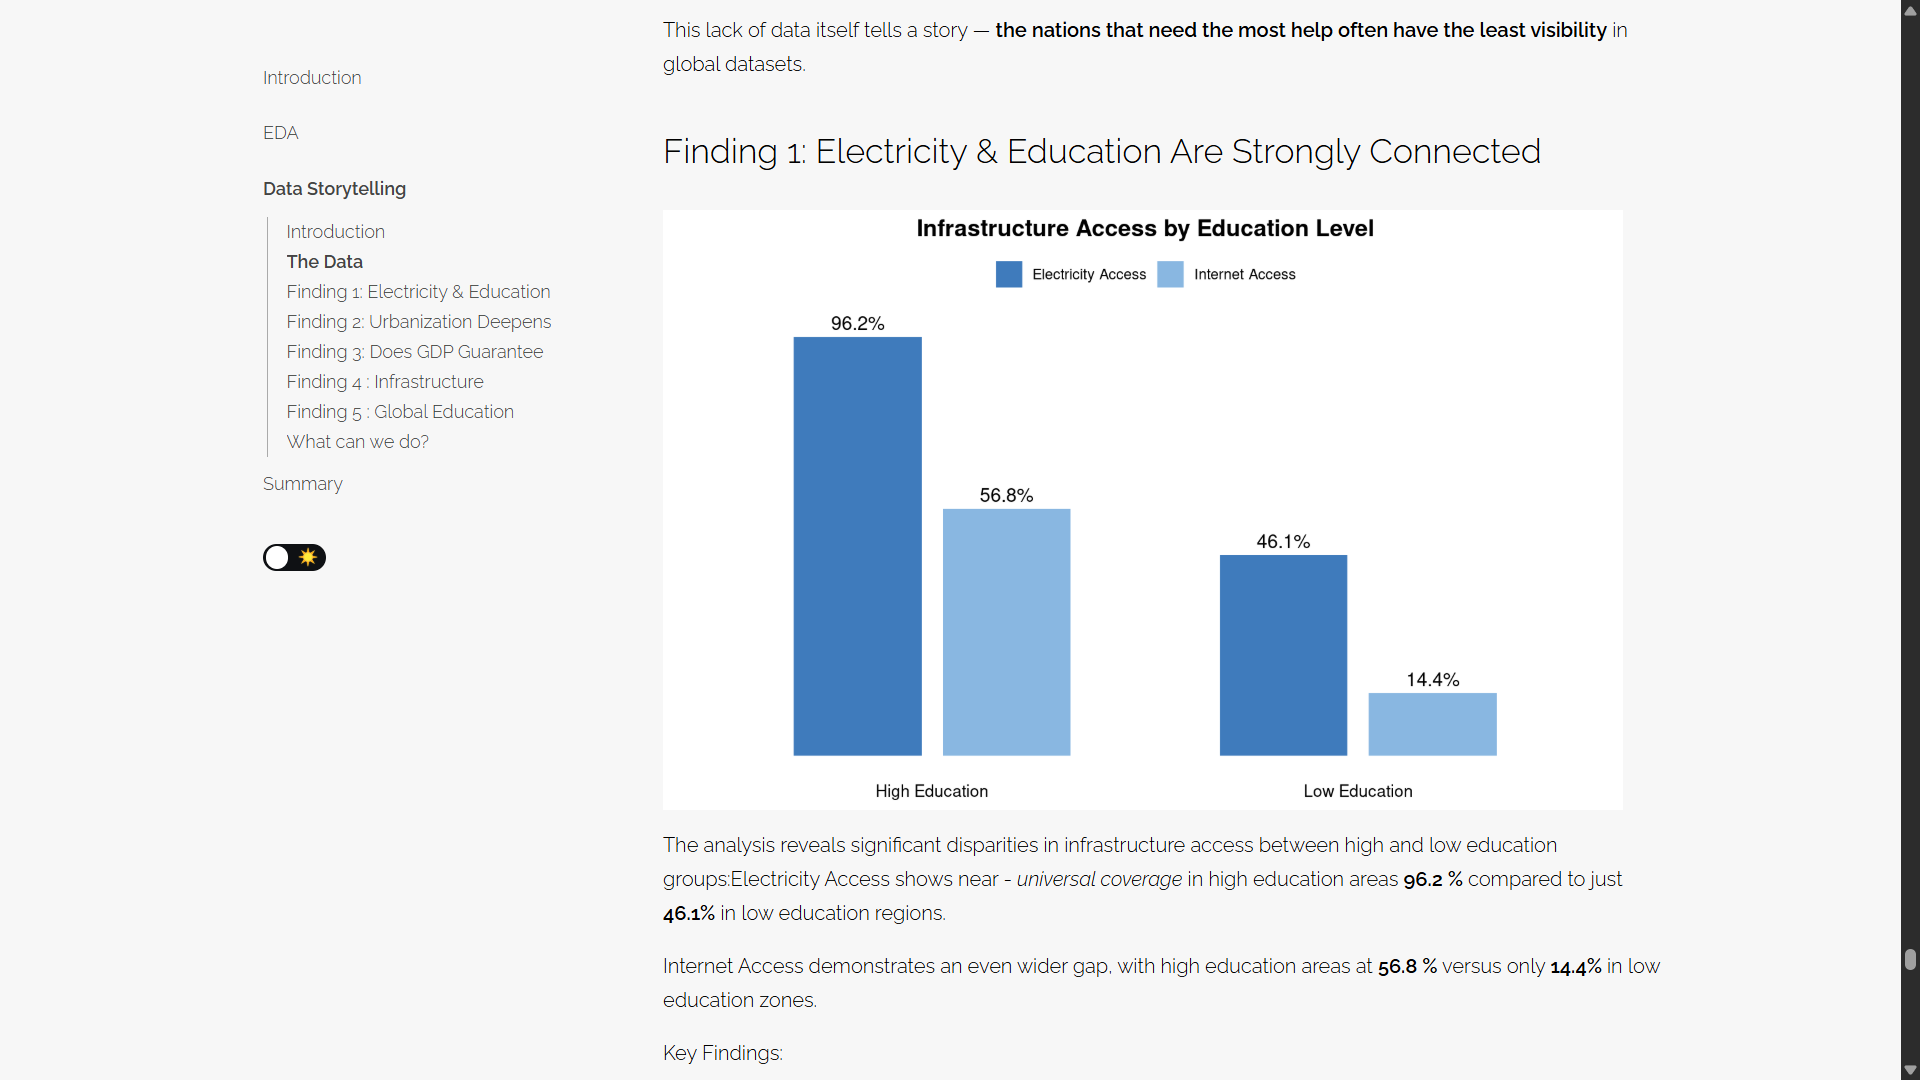 Introduction
EDA
Data Storytelling
Introduction
The Data
Finding 1: Electricity & Education
Finding 2: Urbanization Deepens
Finding 3: Does GDP Guarantee
Finding 4 : Infrastructure
Finding 5 : Global Education
What can we do?
Summary
This lack of data itself tells a story — the nations that need the most help often have the least visibility in
global datasets.
Finding 1: Electricity & Education Are Strongly Connected
Infrastructure Access by Education Level
Electricity Access Internet Access
96.2%
56.8%
46.1%
14.4%
High Education Low Education
The analysis reveals significant disparities in infrastructure access between high and low education
groups:Electricity Access shows near - universal coverage in high education areas 96.2 % compared to just
46.1% in low education regions.
Internet Access demonstrates an even wider gap, with high education areas at 56.8 % versus only 14.4% in low
education zones.
Key Findings: